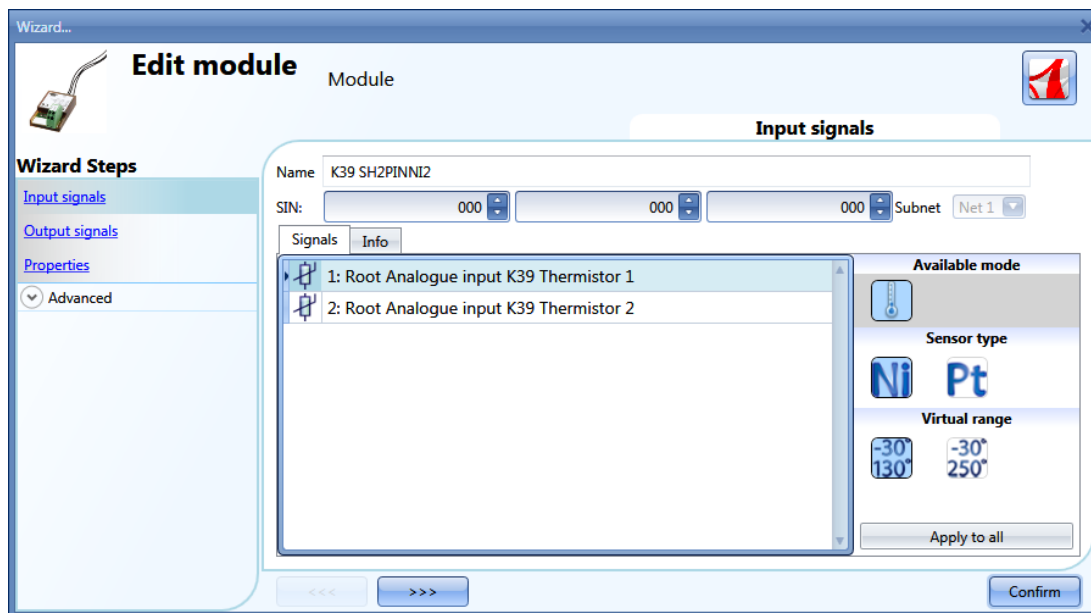 Wizard...
Edit module
Module
Input signals
Wizard Steps
Input signals
Output signals
Properties
Advanced
Name K39 SH2PINNI2
SIN: 000 000 000 Subnet Net 1
Signals Info
1: Root Analogue input K39 Thermistor 1
2: Root Analogue input K39 Thermistor 2
Available mode
Sensor type
Ni Pt
Virtual range
-30° -30°
130° 250°
Apply to all
<<< >>> Confirm